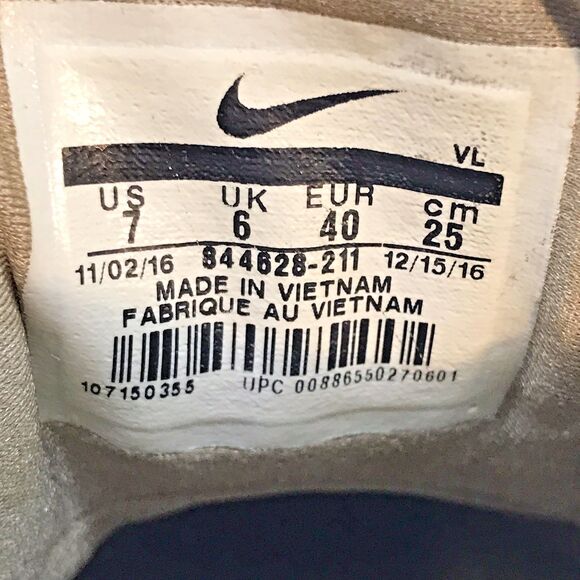 VL
US UK EUR cm
7 6 40 25
11/02/16 844628-211 12/15/16
MADE IN VIETNAM
FABRIQUE AU VIETNAM
107150355 UPC 00886550270601